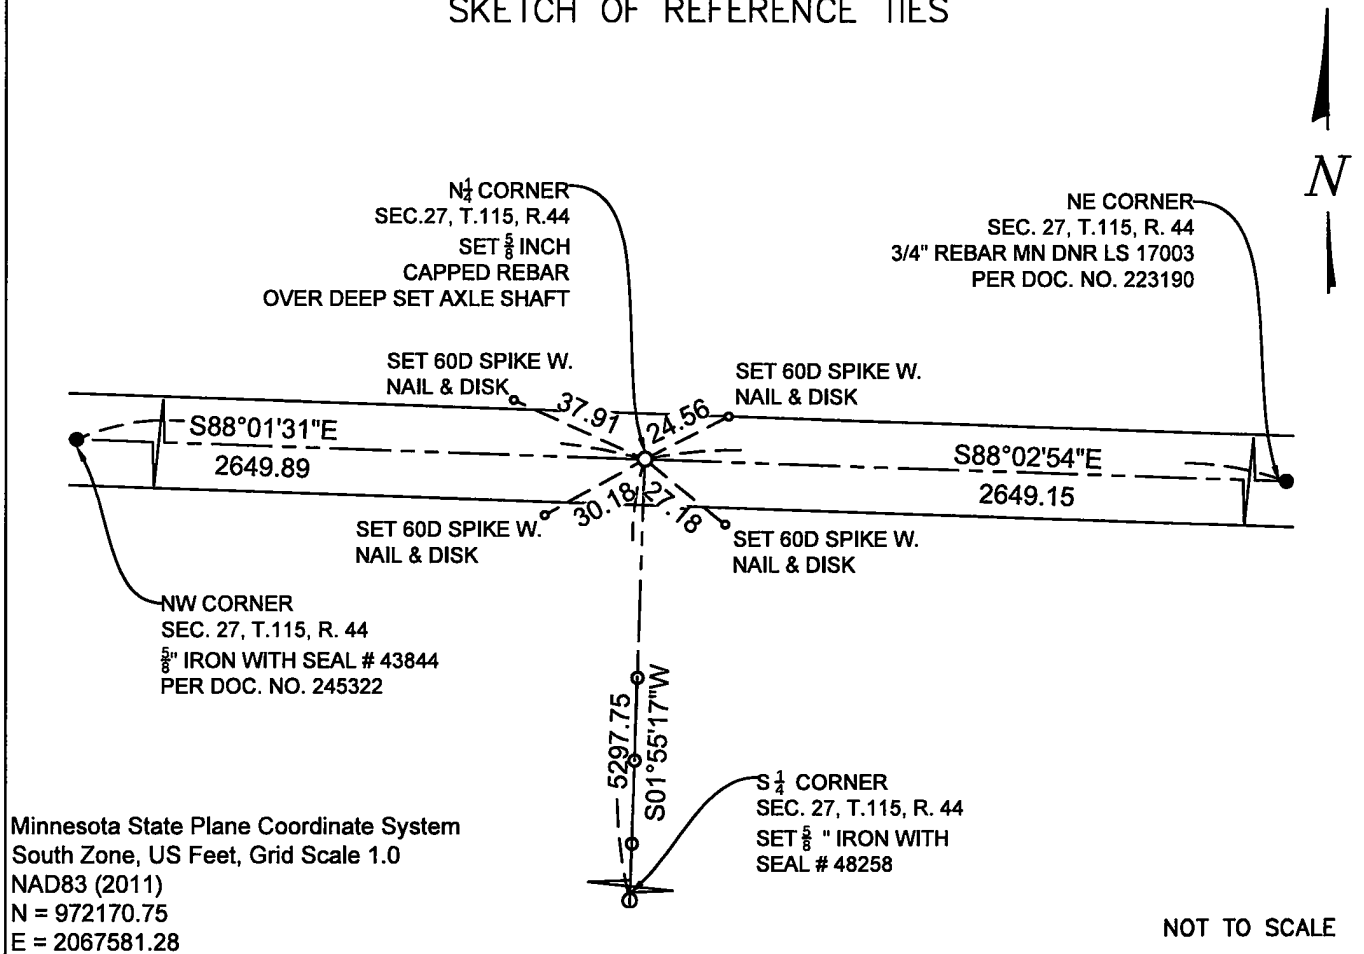 SKETCH OF REFERENCE TIES
N
N 1/4 CORNER
SEC.27, T.115, R.44
SET 5/8 INCH
CAPPED REBAR
OVER DEEP SET AXLE SHAFT
NE CORNER
SEC. 27, T.115, R. 44
3/4" REBAR MN DNR LS 17003
PER DOC. NO. 223190
SET 60D SPIKE W.
NAIL & DISK
SET 60D SPIKE W.
NAIL & DISK
37.91
24.56
S88°01'31"E
2649.89
S88°02'54"E
2649.15
30.18
27.18
SET 60D SPIKE W.
NAIL & DISK
SET 60D SPIKE W.
NAIL & DISK
NW CORNER
SEC. 27, T.115, R. 44
5/8" IRON WITH SEAL # 43844
PER DOC. NO. 245322
5297.75
S01°55'17"W
S 1/4 CORNER
SEC. 27, T.115, R. 44
SET 5/8 " IRON WITH
SEAL # 48258
Minnesota State Plane Coordinate System
South Zone, US Feet, Grid Scale 1.0
NAD83 (2011)
N = 972170.75
E = 2067581.28
NOT TO SCALE